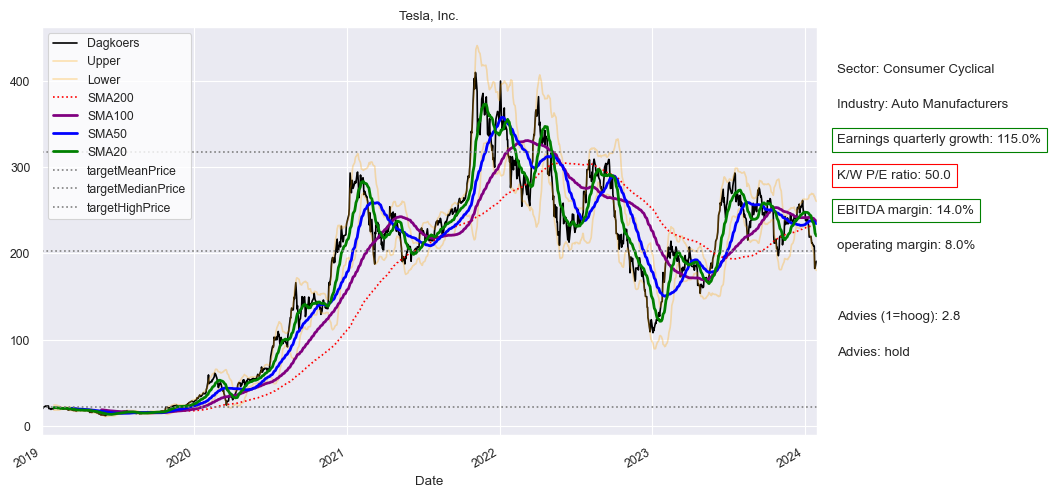 Tesla, Inc.
Dagkoers
Upper
Lower
SMA200
SMA100
SMA50
SMA20
targetMeanPrice
targetMedianPrice
targetHighPrice
400
300
200
100
0
2019
2020
2021
2022
2023
2024
Date
Sector: Consumer Cyclical
Industry: Auto Manufacturers
Earnings quarterly growth: 115.0%
K/W P/E ratio: 50.0
EBITDA margin: 14.0%
operating margin: 8.0%
Advies (1=hoog): 2.8
Advies: hold